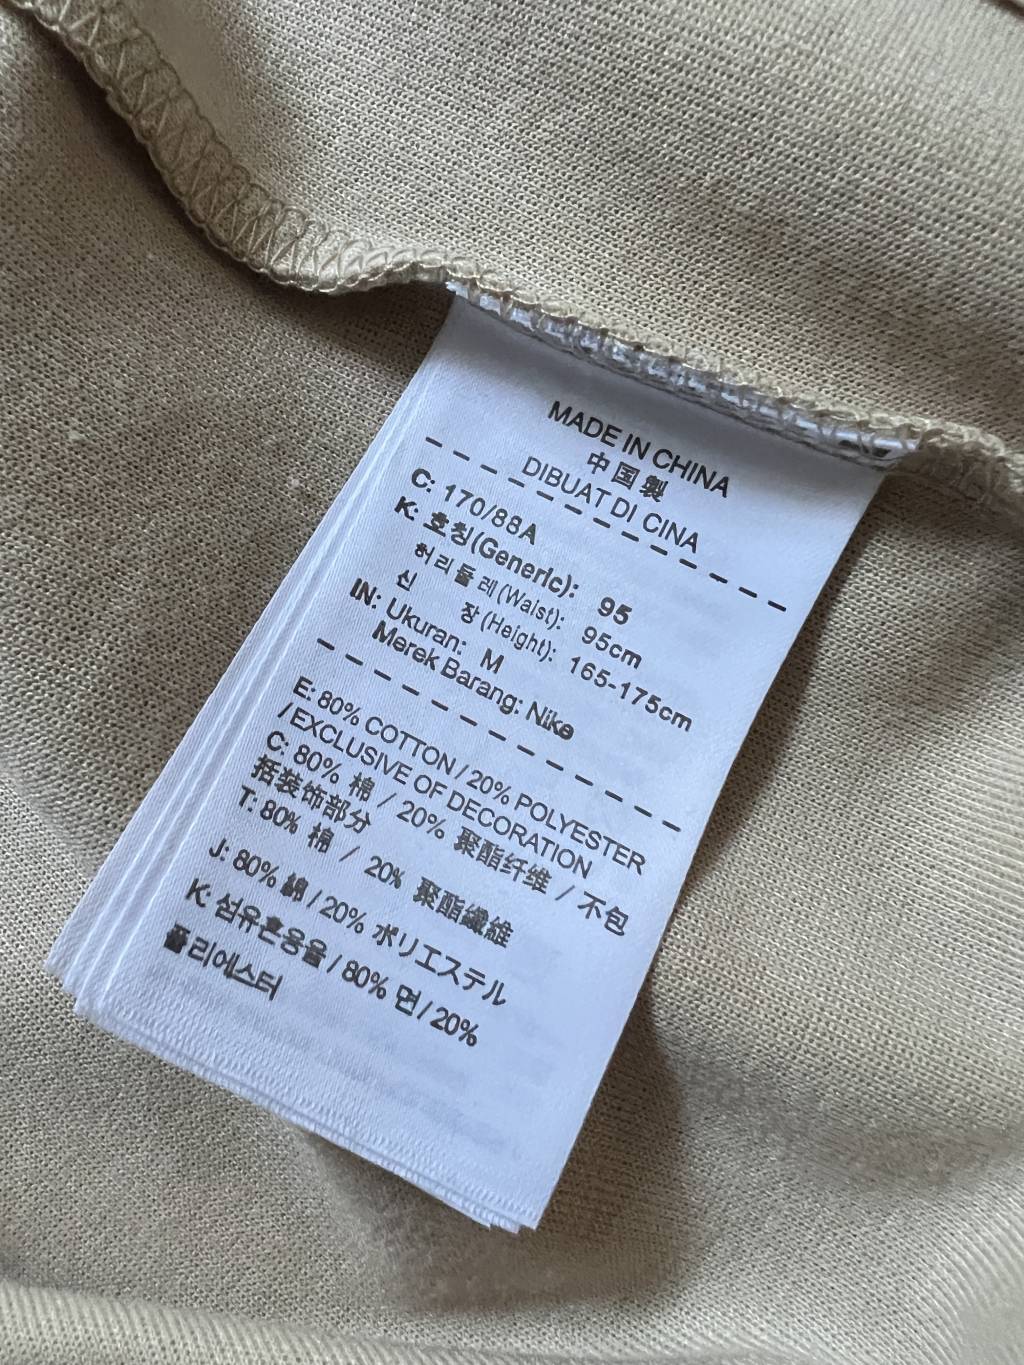 MADE IN CHINA
中国製
DIBUAT DI CINA
C: 170/88A
K: 호칭(Generic): 95
허리둘레(Waist): 95cm
신 장(Height): 165-175cm
IN: Ukuran: M
Merek Barang: Nike
E: 80% COTTON / 20% POLYESTER
/EXCLUSIVE OF DECORATION
C: 80% 棉 / 20% 聚酯纤维 / 不包
括装饰部分
T: 80% 棉 / 20% 聚酯纖維
J: 80% 綿 / 20% ポリエステル
K: 섬유혼용율 / 80% 면 / 20%
폴리에스터